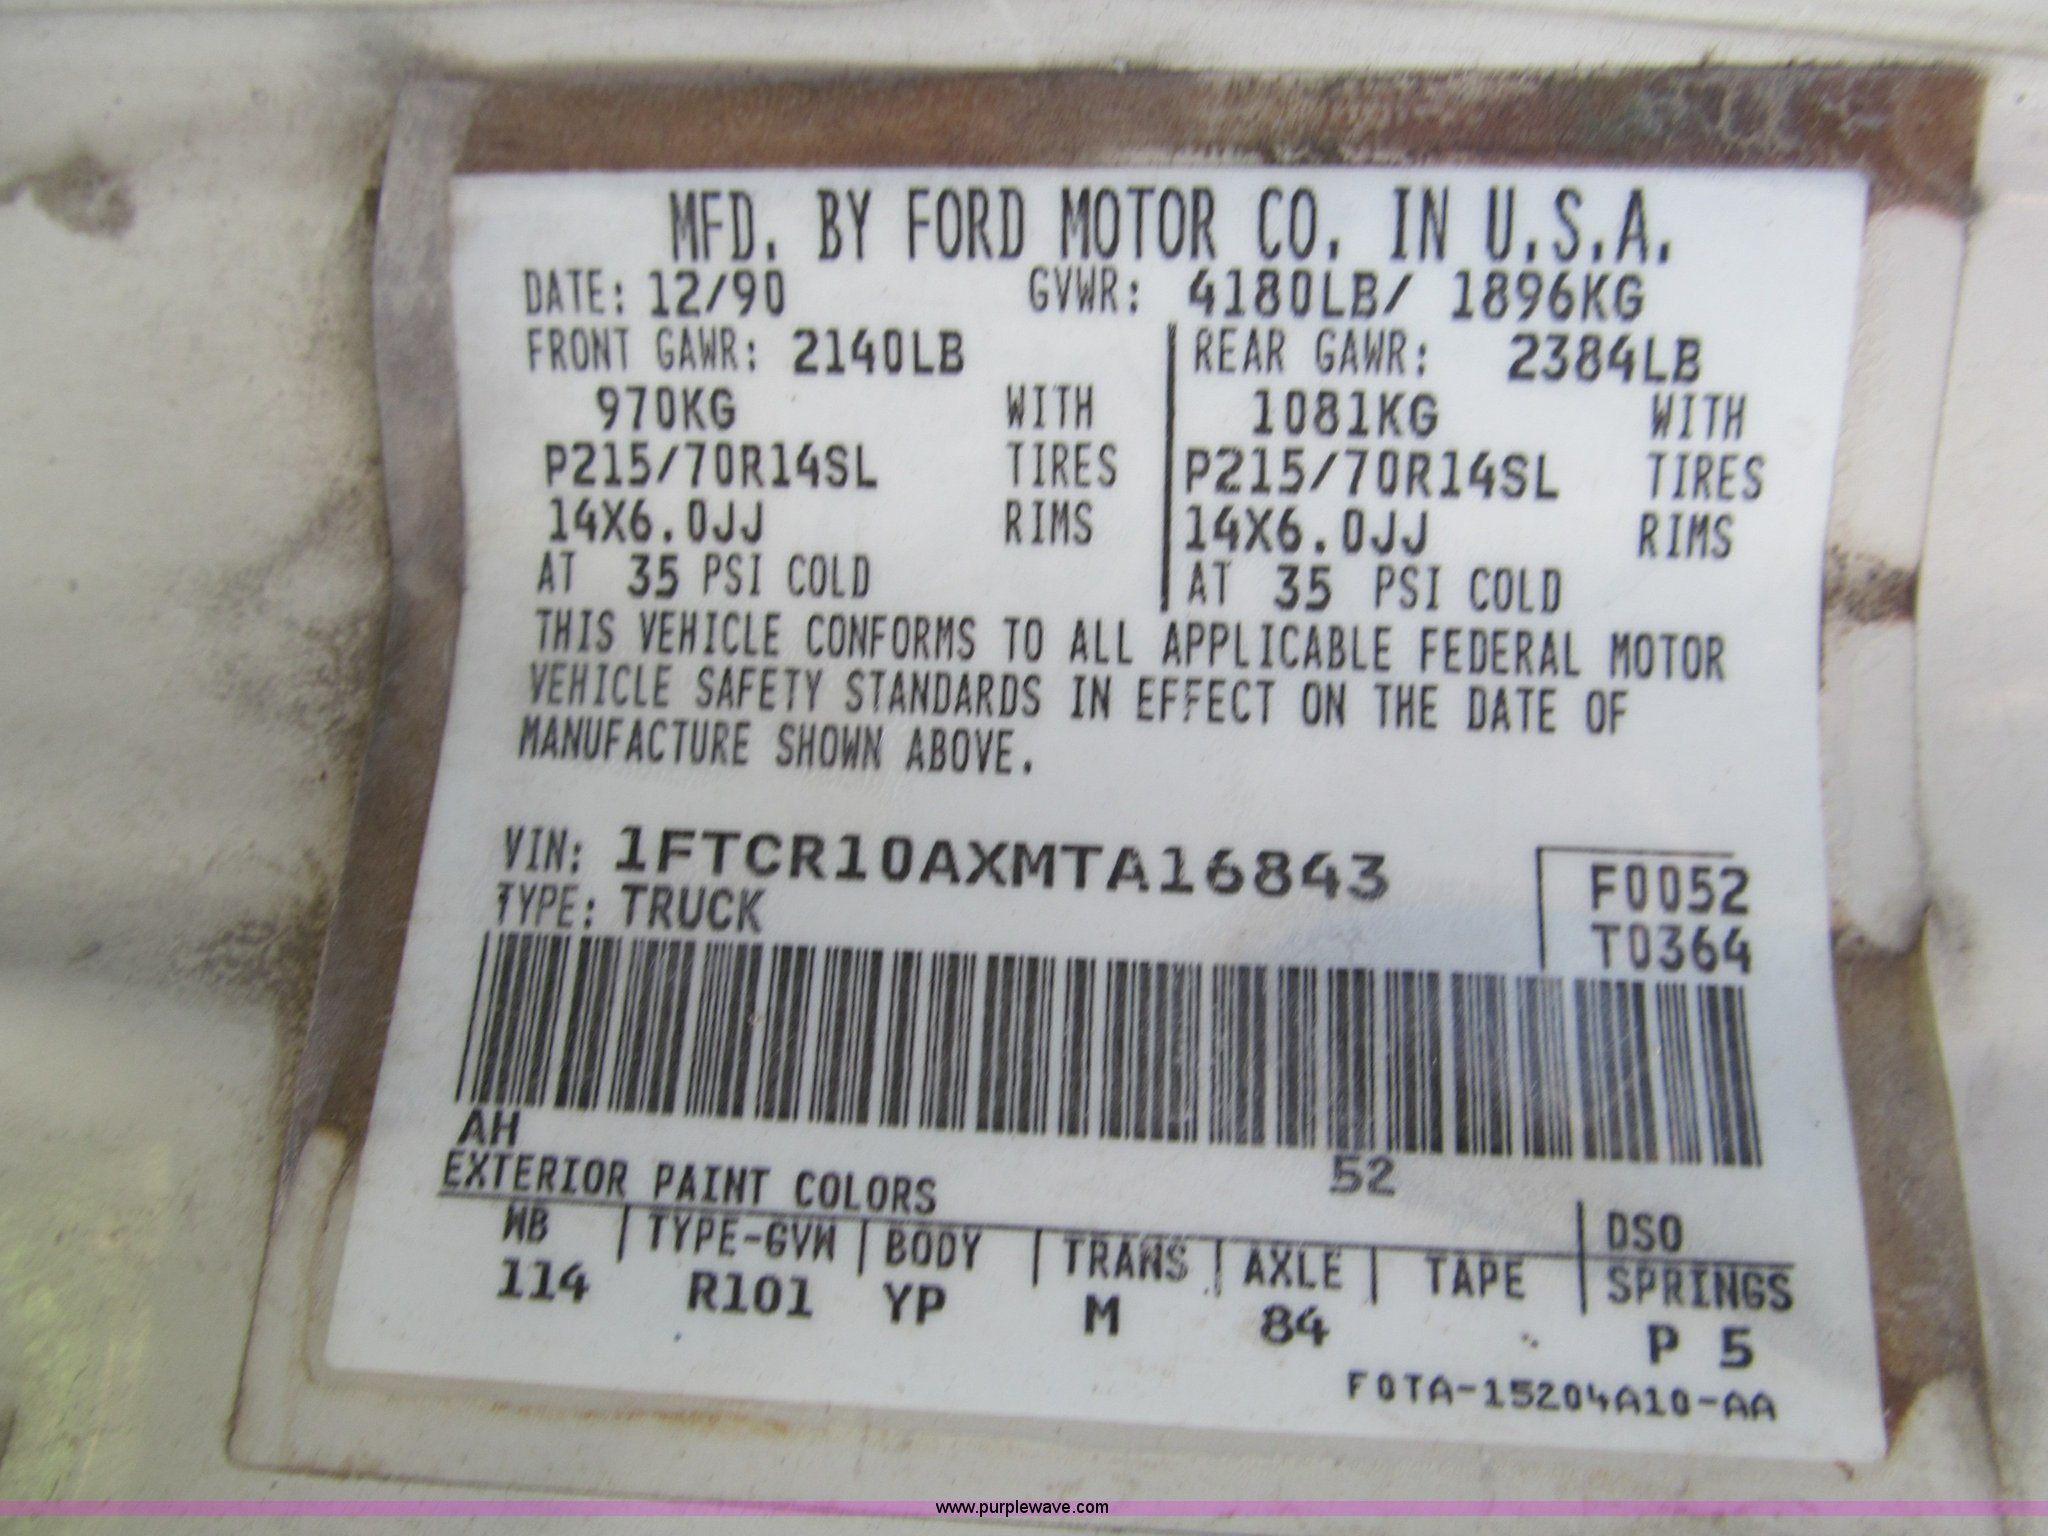 MFD. BY FORD MOTOR CO. IN U.S.A.
DATE: 12/90 GVWR: 4180LB/ 1896KG
FRONT GAWR: 2140LB REAR GAWR: 2384LB
970KG WITH 1081KG WITH
P215/70R14SL TIRES P215/70R14SL TIRES
14X6.0JJ RIMS 14X6.0JJ RIMS
AT 35 PSI COLD AT 35 PSI COLD
THIS VEHICLE CONFORMS TO ALL APPLICABLE FEDERAL MOTOR
VEHICLE SAFETY STANDARDS IN EFFECT ON THE DATE OF
MANUFACTURE SHOWN ABOVE.
VIN: 1FTCR10AXMTA16843 F0052
TYPE: TRUCK T0364
AH
EXTERIOR PAINT COLORS 52
WB TYPE-GVW BODY TRANS AXLE TAPE DSO
SPRINGS
114 R101 YP M 84 P 5
F0TA-15204A10-AA
www.purplewave.com